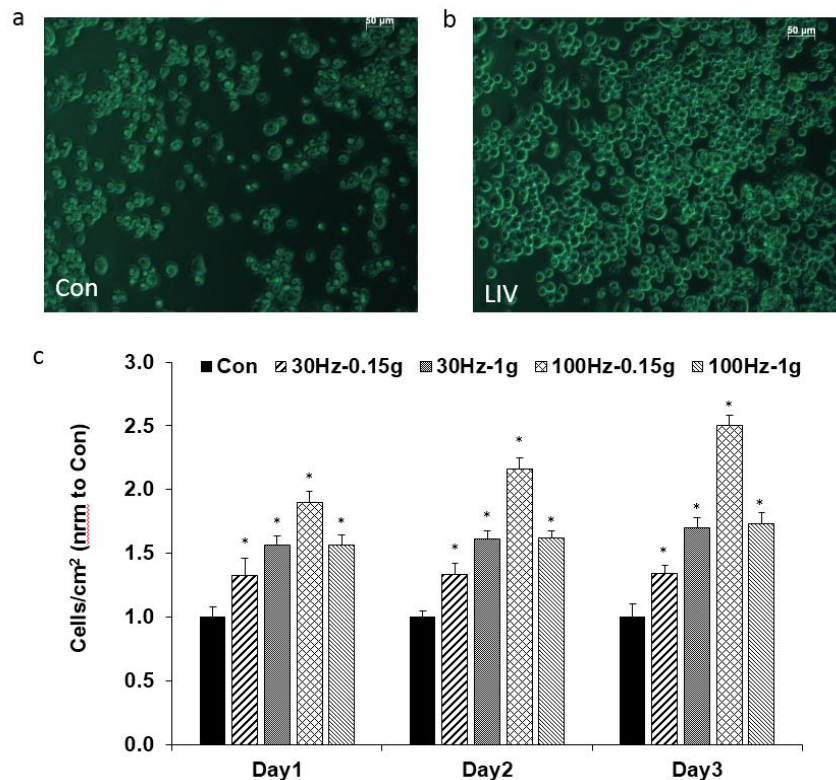 a
50 µm
Con
b
50 µm
LIV
c
Con 30Hz-0.15g 30Hz-1g 100Hz-0.15g 100Hz-1g
Cells/cm² (nrm to Con)
3.0
2.5
2.0
1.5
1.0
0.5
0.0
* * * *
* * * *
* * * *
Day1 Day2 Day3